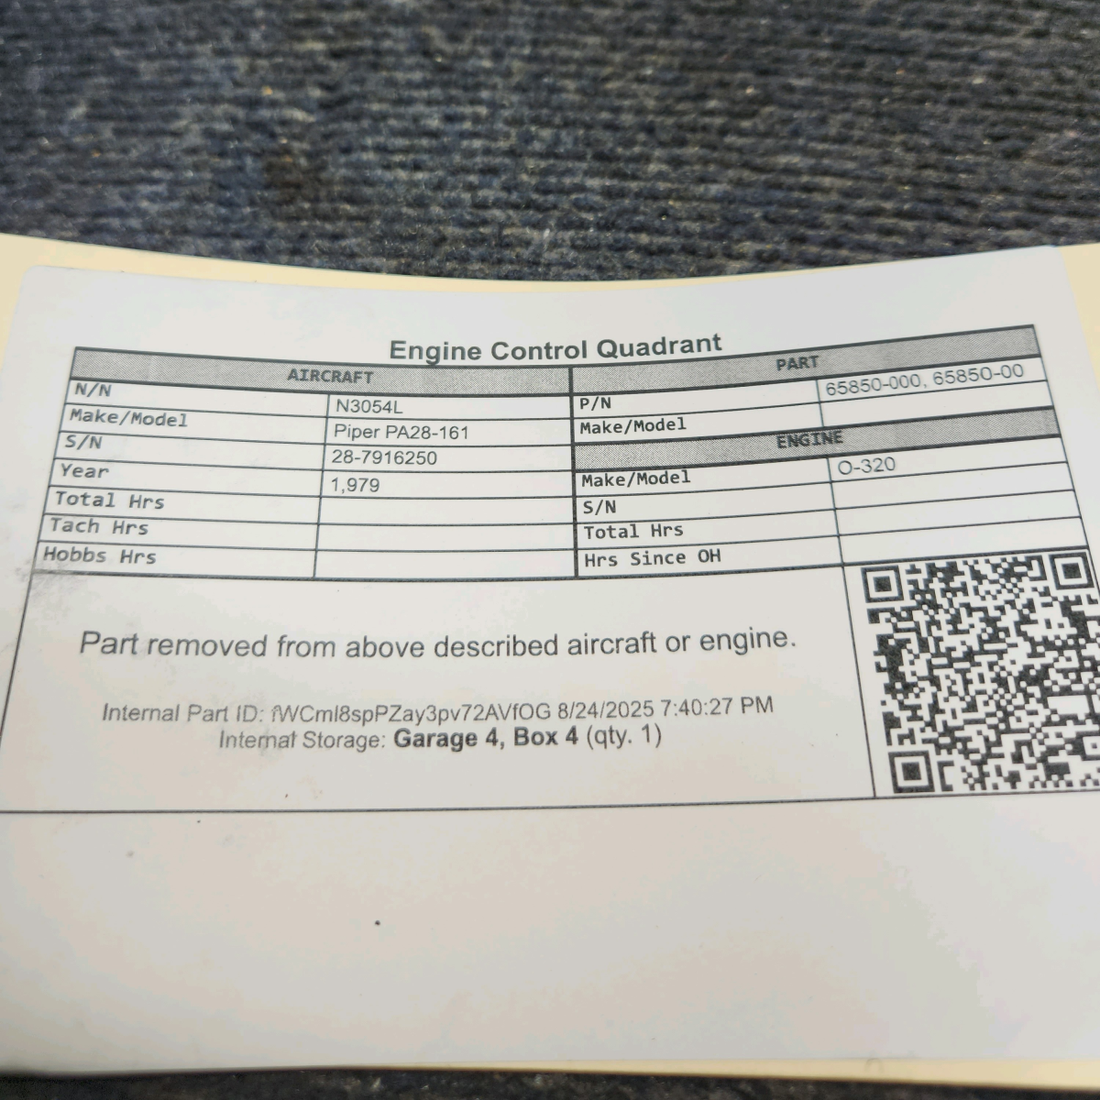 Engine Control Quadrant
AIRCRAFT
N/N N3054L
Make/Model Piper PA28-161
S/N 28-7916250
Year 1,979
Total Hrs
Tach Hrs
Hobbs Hrs
PART
P/N 65850-000, 65850-00
Make/Model
ENGINE
Make/Model O-320
S/N
Total Hrs
Hrs Since OH
Part removed from above described aircraft or engine.
Internal Part ID: fWCml8spPZay3pv72AVfOG 8/24/2025 7:40:27 PM
Internal Storage: Garage 4, Box 4 (qty. 1)